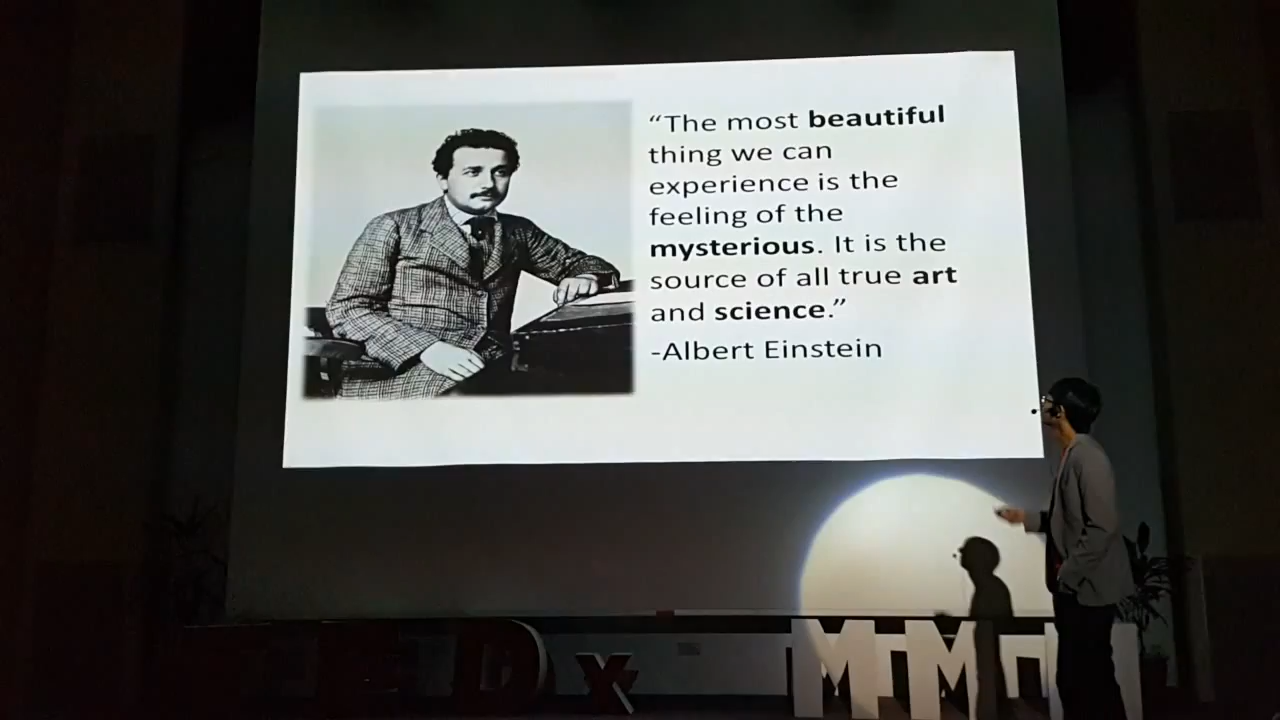 “The most beautiful
thing we can
experience is the
feeling of the
mysterious. It is the
source of all true art
and science.”
-Albert Einstein
TEDx